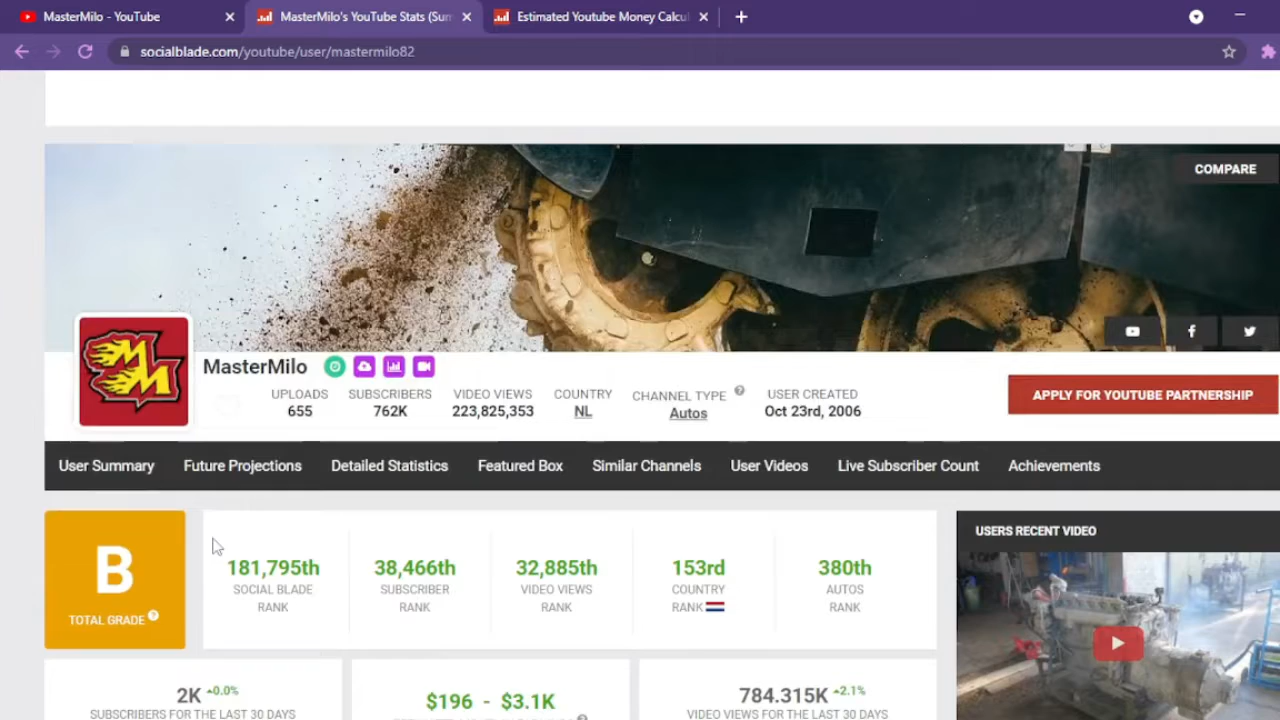 MasterMilo - YouTube
MasterMilo's YouTube Stats (Sum
Estimated Youtube Money Calcu
socialblade.com/youtube/user/mastermilo82
COMPARE
MM
MasterMilo
UPLOADS SUBSCRIBERS VIDEO VIEWS COUNTRY CHANNEL TYPE USER CREATED
655 762K 223,825,353 NL Autos Oct 23rd, 2006
APPLY FOR YOUTUBE PARTNERSHIP
User Summary Future Projections Detailed Statistics Featured Box Similar Channels User Videos Live Subscriber Count Achievements
B
TOTAL GRADE
181,795th 38,466th 32,885th 153rd 380th
SOCIAL BLADE SUBSCRIBER VIDEO VIEWS COUNTRY AUTOS
RANK RANK RANK RANK RANK
USERS RECENT VIDEO
2K 0.0%
SUBSCRIBERS FOR THE LAST 30 DAYS
$196 - $3.1K
784.315K 2.1%
VIDEO VIEWS FOR THE LAST 30 DAYS